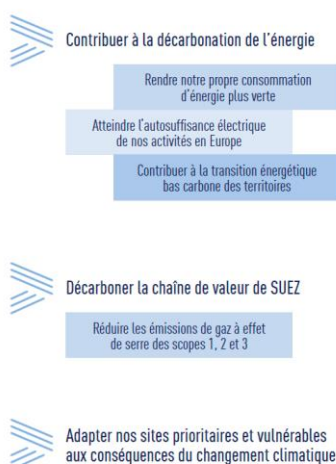 Contribuer à la décarbonation de l’énergie
Rendre notre propre consommation
d’énergie plus verte
Atteindre l’autosuffisance électrique
de nos activités en Europe
Contribuer à la transition énergétique
bas carbone des territoires
Décarboner la chaîne de valeur de SUEZ
Réduire les émissions de gaz à effet
de serre des scopes 1, 2 et 3
Adapter nos sites prioritaires et vulnérables
aux conséquences du changement climatique